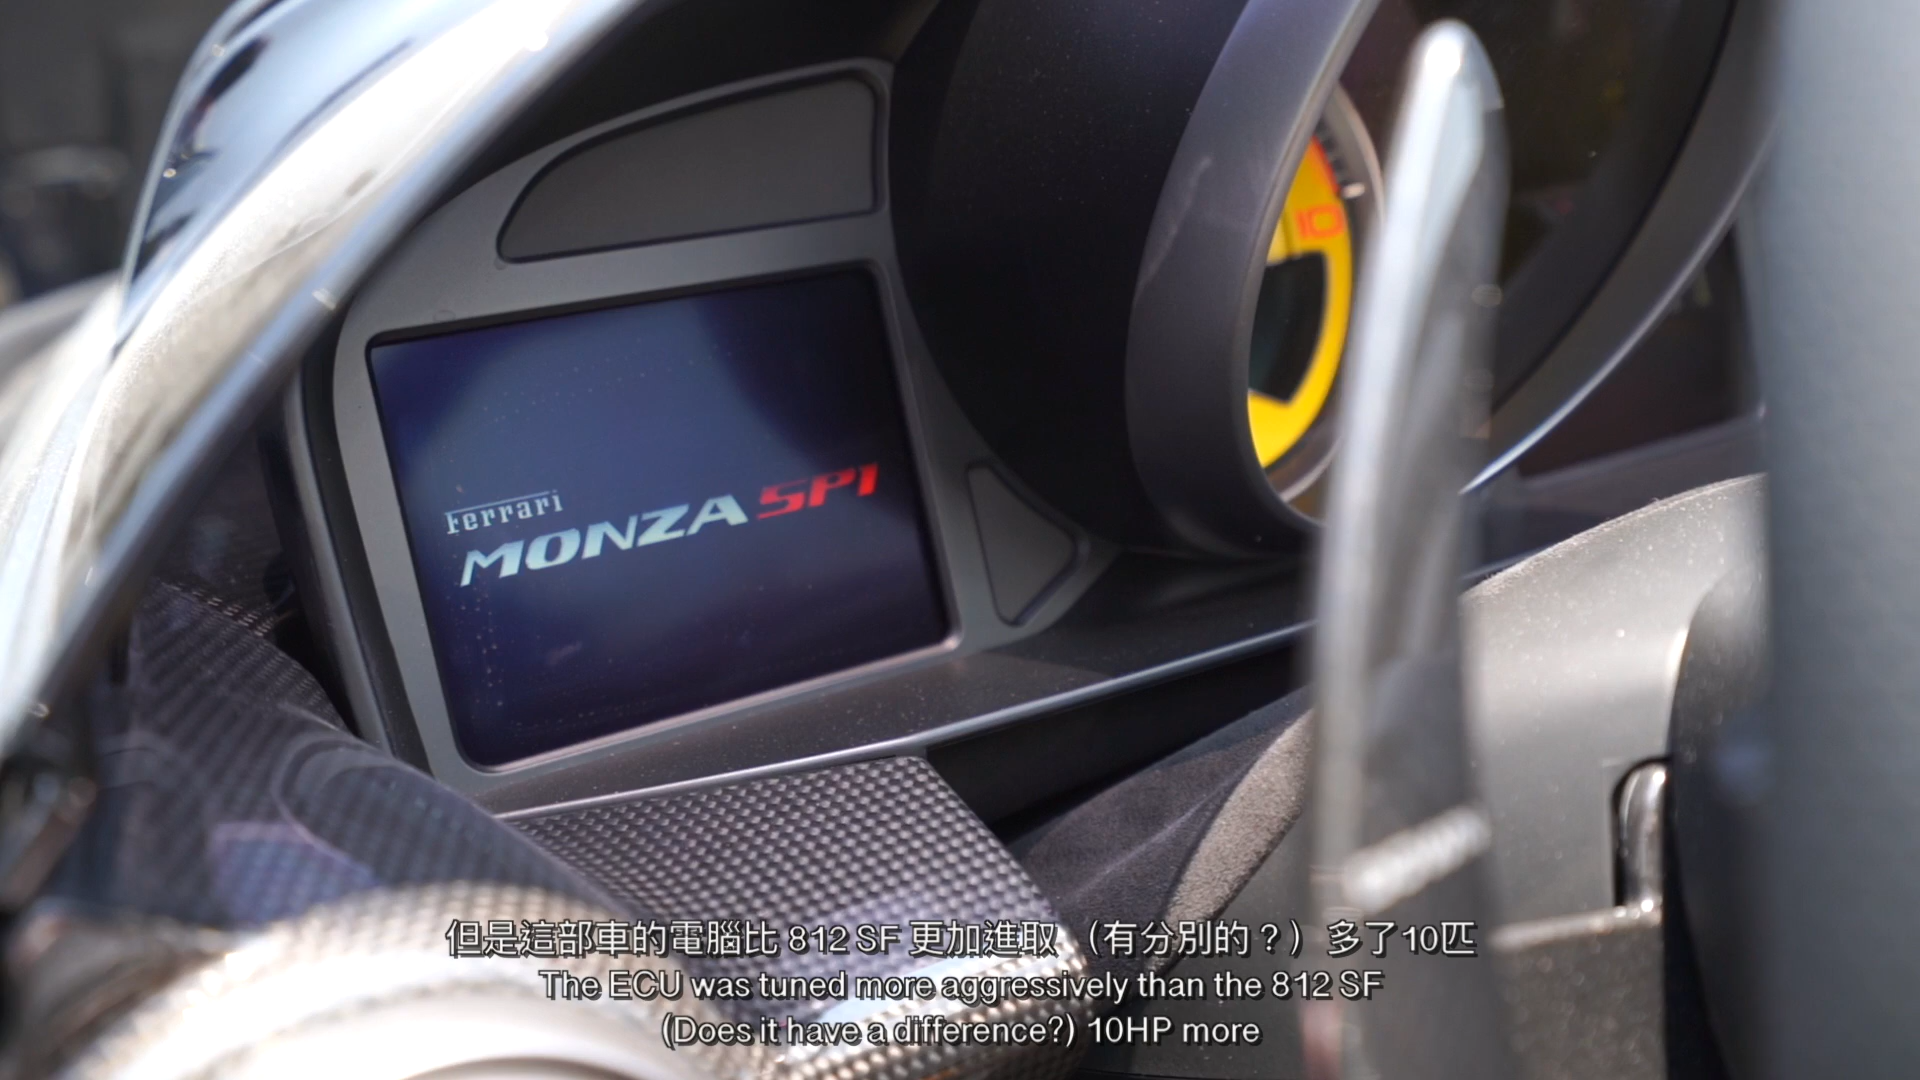 10
Ferrari
MONZA SP1
但是這部車的電腦比 812 SF 更加進取 （有分別的？） 多了10匹
The ECU was tuned more aggressively than the 812 SF
(Does it have a difference?) 10HP more